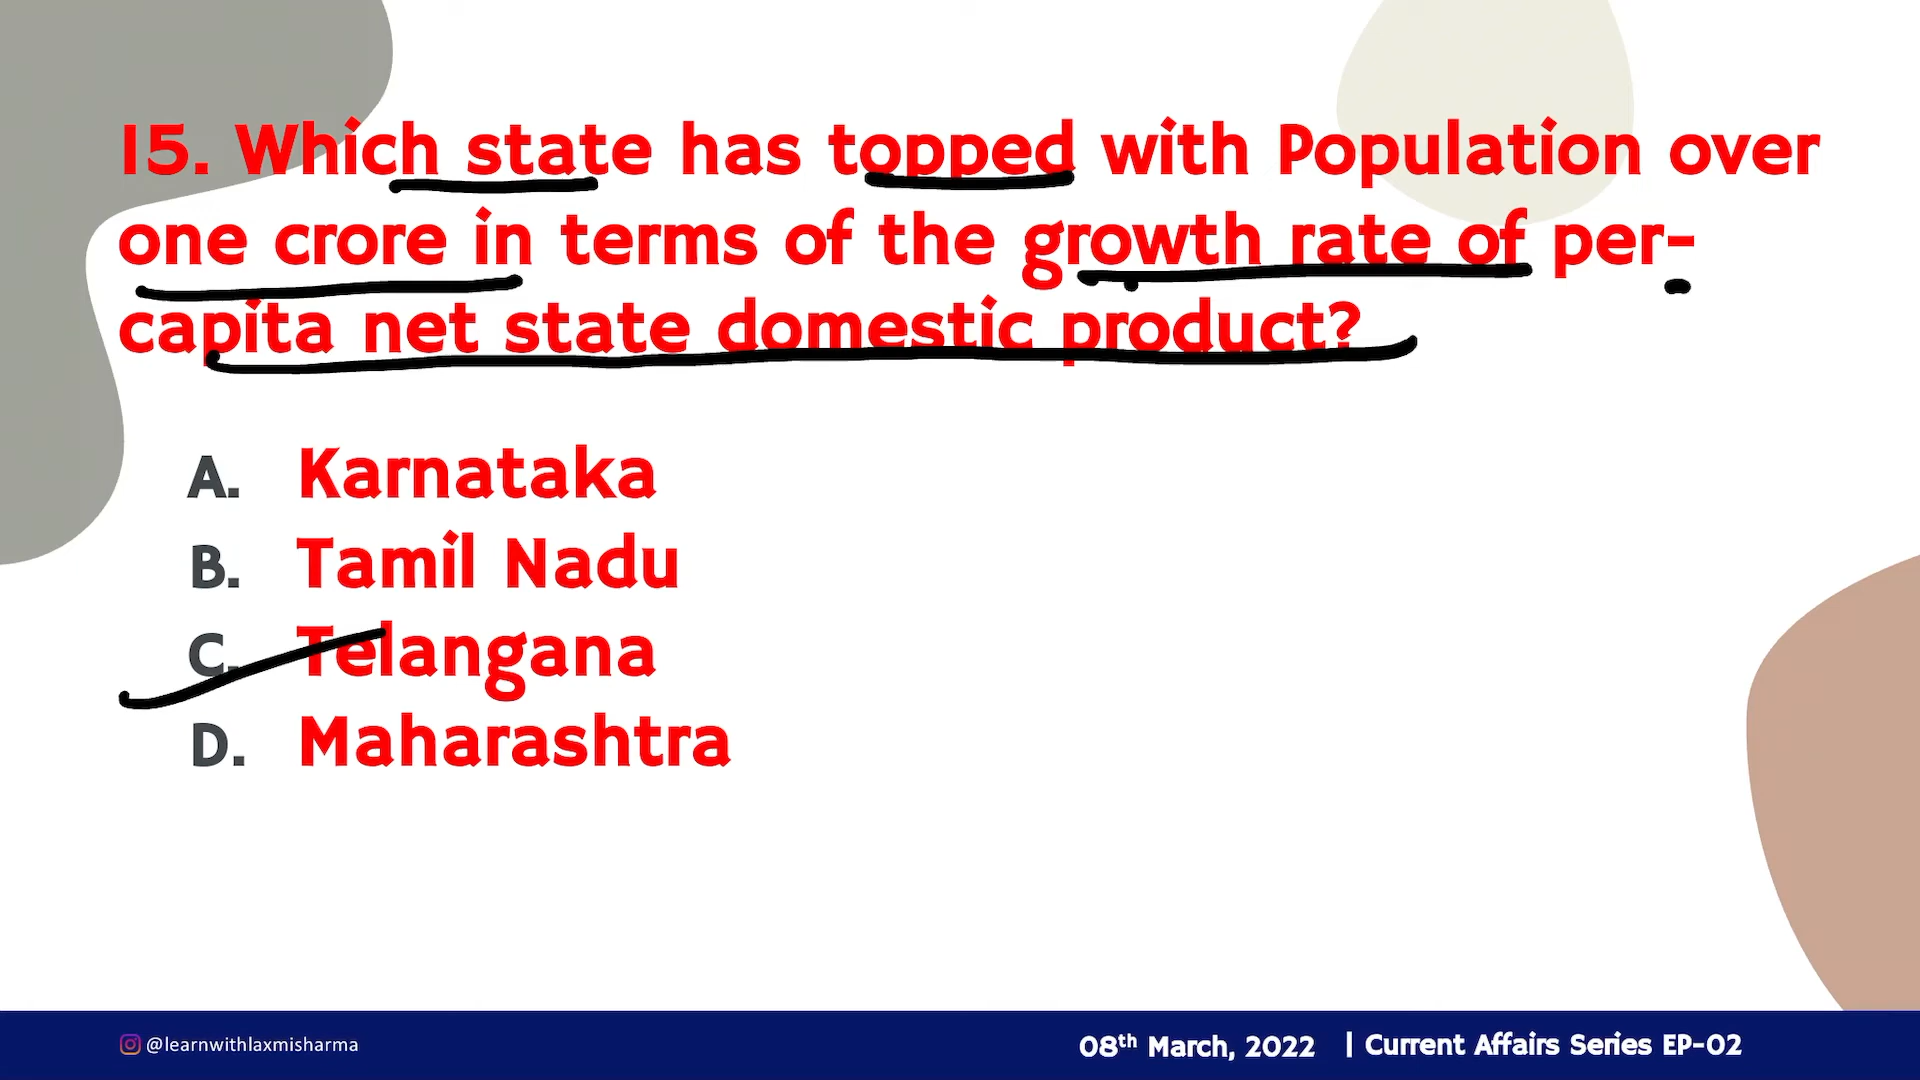 15. Which state has topped with Population over
one crore in terms of the growth rate of per-
capita net state domestic product?
A. Karnataka
B. Tamil Nadu
C. Telangana
D. Maharashtra
@learnwithlaxmisharma
08th March, 2022 | Current Affairs Series EP-02